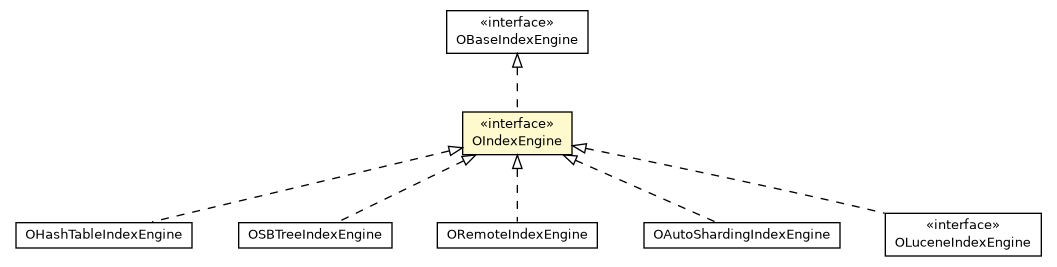 «interface»
OBaseIndexEngine
«interface»
OIndexEngine
OHashTableIndexEngine
OSBTreeIndexEngine
ORemoteIndexEngine
OAutoShardingIndexEngine
«interface»
OLuceneIndexEngine